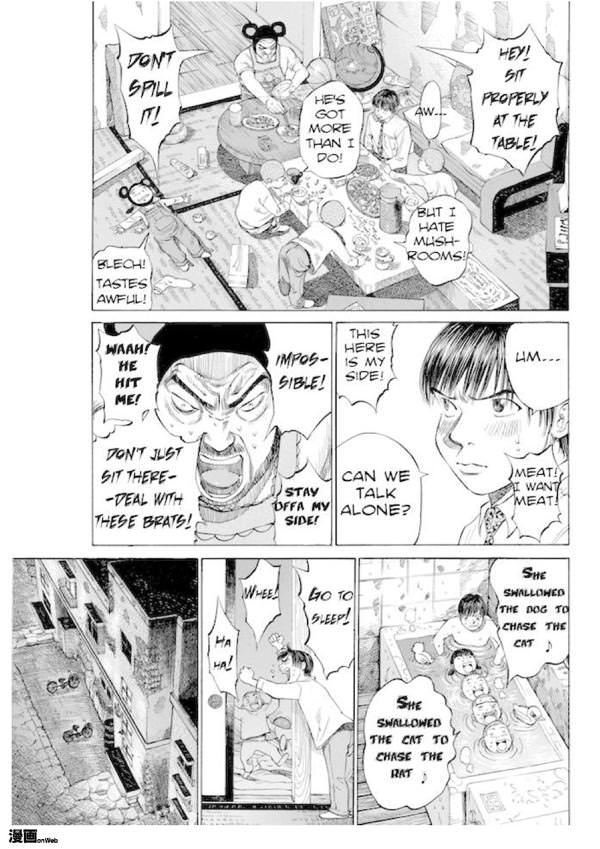 HEY!
SIT
PROPERLY
AT THE
TABLE!
DON'T
SPILL
IT!
AW---
HE'S
GOT
MORE
THAN I
DO!
BUT I
HATE
MUSH-
ROOMS!
BLECH!
TASTES
AWFUL!
UM---
THIS
HERE
IS MY
SIDE!
MEAT!
I WANT
MEAT!
CAN WE
TALK
ALONE?
IMPOS-
-SIBLE!
WAAH!
HE
HIT
ME!
STAY
OFFA MY
SIDE!
DON'T JUST
SIT THERE-
-DEAL WITH
THESE BRATS!
SHE
SWALLOWED
THE DOG TO
CHASE THE
CAT ♪
SHE
SWALLOWED
THE CAT TO
CHASE THE
RAT ♪
GO TO
SLEEP!
WHEE!
HA
HA!
漫画onWeb